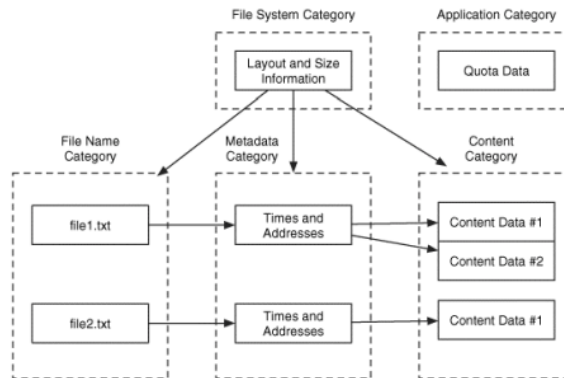 File System Category
Application Category
Layout and Size
Information
Quota Data
File Name
Category
Metadata
Category
Content
Category
file1.txt
Times and
Addresses
Content Data #1
Content Data #2
file2.txt
Times and
Addresses
Content Data #1